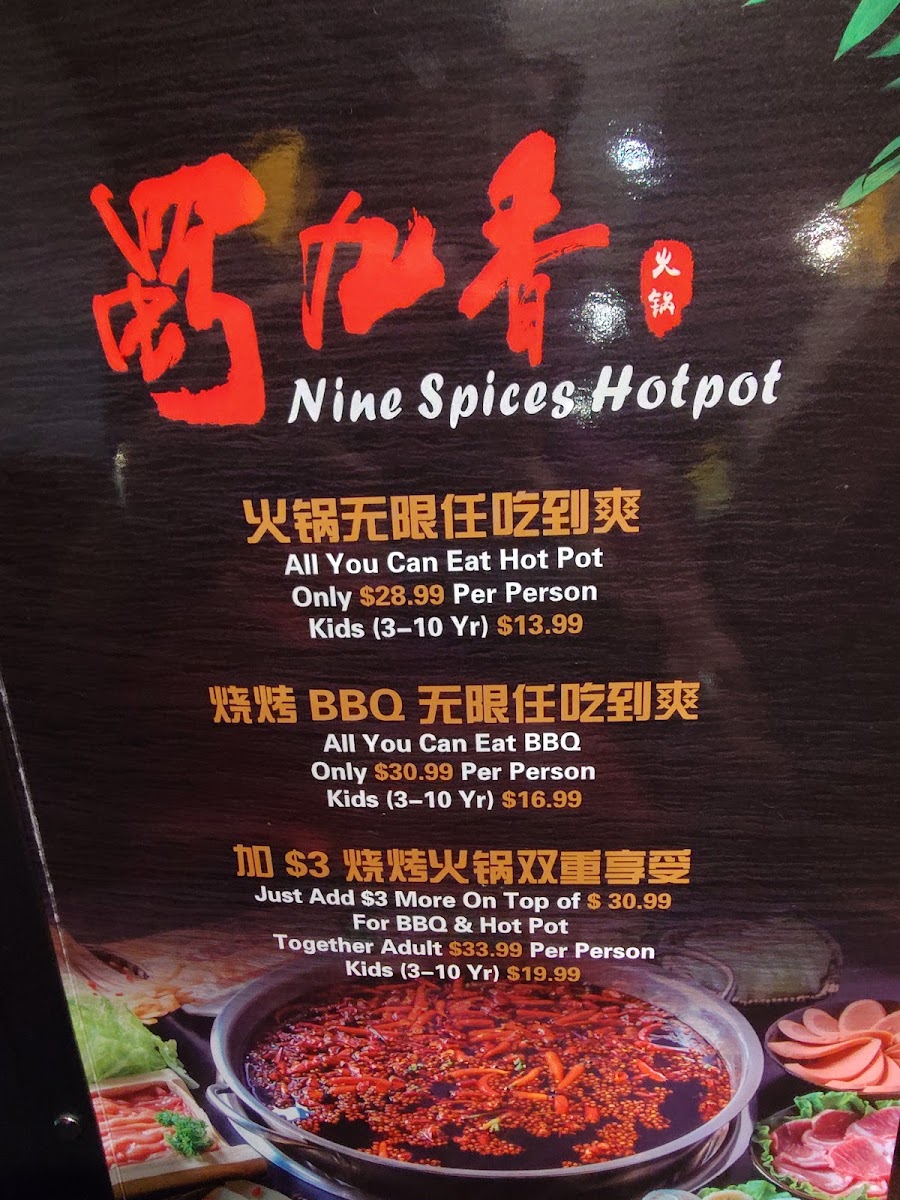 蜀九香
火锅
Nine Spices Hotpot
火锅无限任吃到爽
All You Can Eat Hot Pot
Only $28.99 Per Person
Kids (3-10 Yr) $13.99
烧烤 BBQ 无限任吃到爽
All You Can Eat BBQ
Only $30.99 Per Person
Kids (3-10 Yr) $16.99
加 $3 烧烤火锅双重享受
Just Add $3 More On Top of $ 30.99
For BBQ & Hot Pot
Together Adult $33.99 Per Person
Kids (3-10 Yr) $19.99